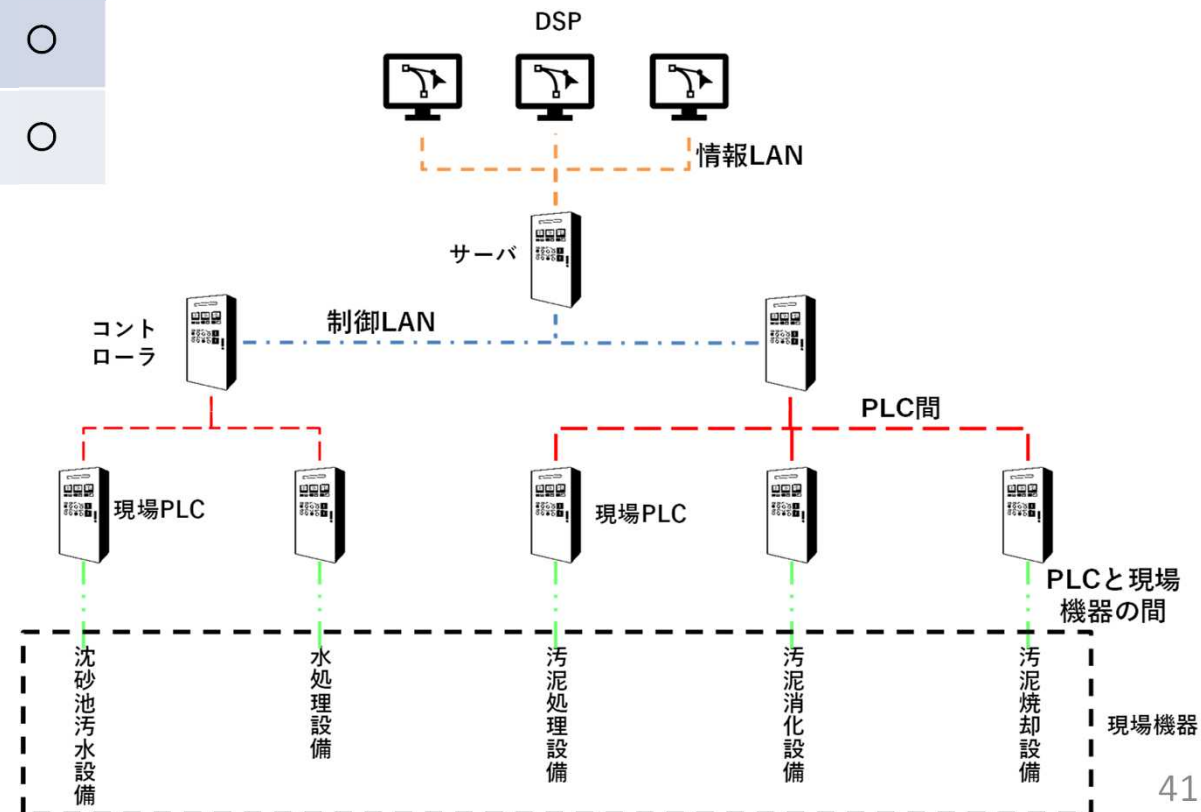 〇
〇
DSP
情報LAN
サーバ
コント
ローラ
制御LAN
PLC間
現場PLC
現場PLC
PLCと現場
機器の間
沈砂池汚水設備
水処理設備
汚泥処理設備
汚泥消化設備
汚泥焼却設備
現場機器
41